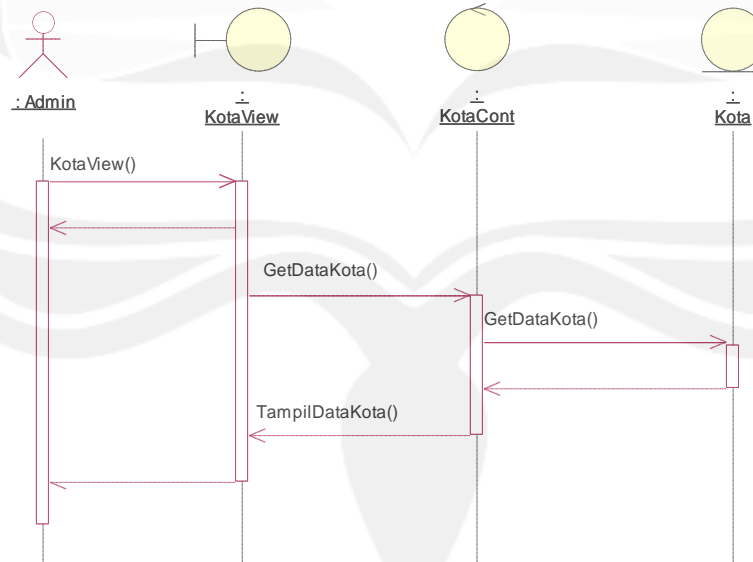 : Admin
:
KotaView
:
KotaCont
:
Kota
KotaView()
GetDataKota()
GetDataKota()
TampilDataKota()